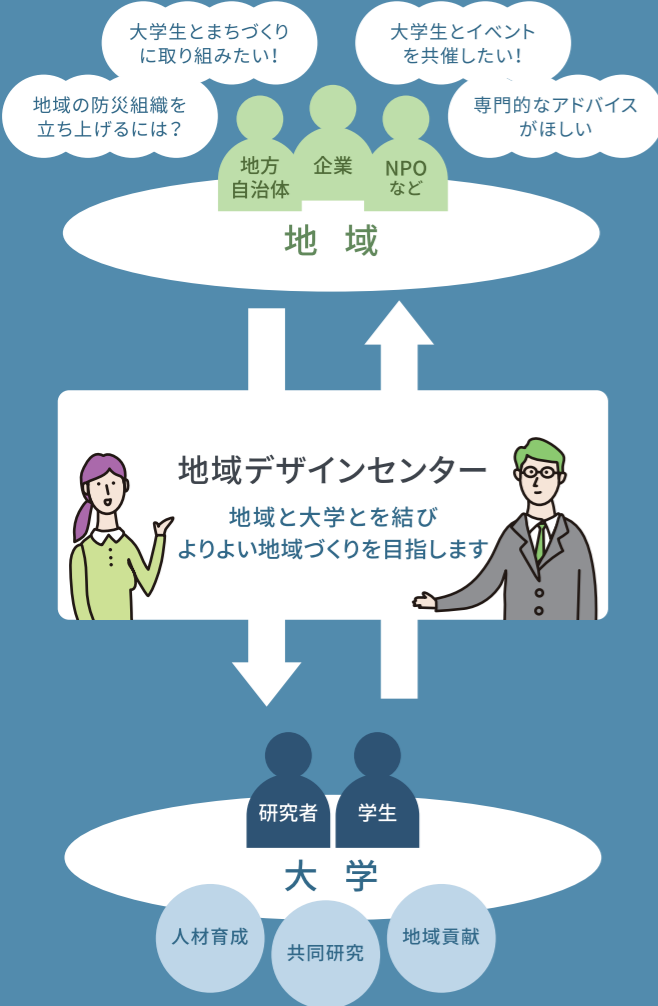 大学生とまちづくり
に取り組みたい！
大学生とイベント
を共催したい！
地域の防災組織を
立ち上げるには？
専門的なアドバイス
がほしい
地方
自治体
企業
NPO
など
地 域
地域デザインセンター
地域と大学とを結び
よりよい地域づくりを目指します
研究者
学生
大 学
人材育成
共同研究
地域貢献